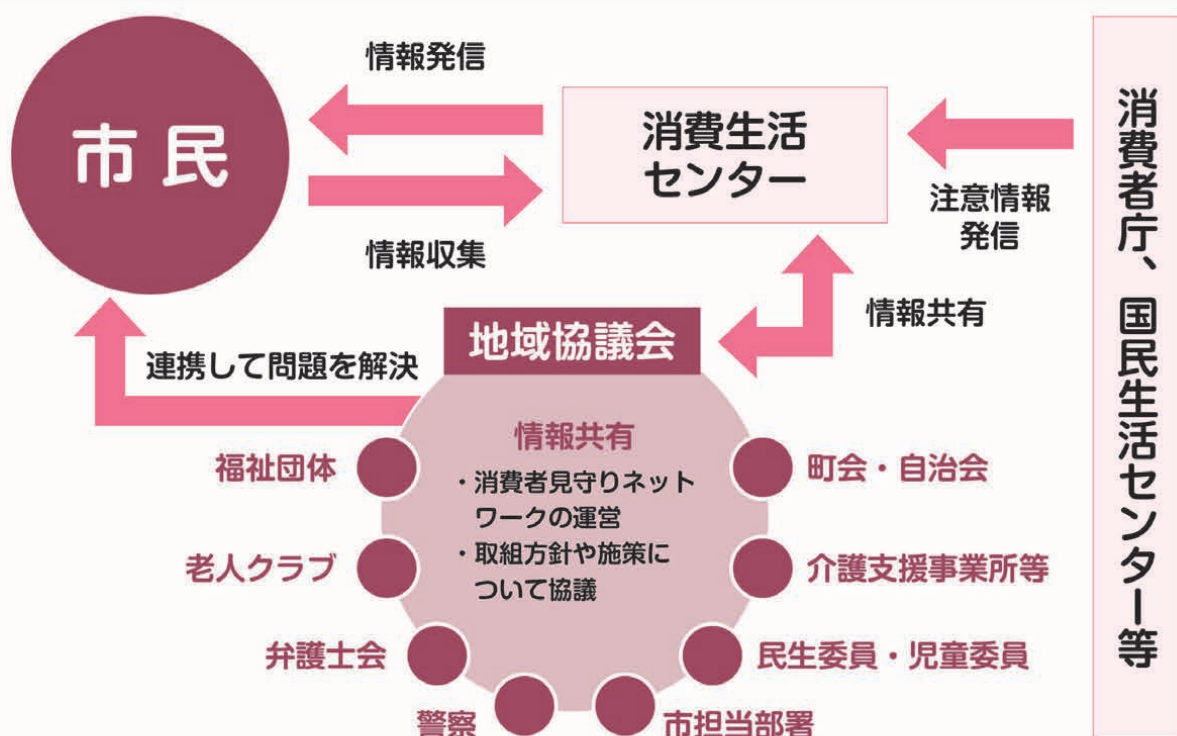 情報発信
市民
消費生活
センター
注意情報
発信
消費者庁、国民生活センター等
情報収集
情報共有
地域協議会
連携して問題を解決
情報共有
・消費者見守りネット
ワークの運営
・取組方針や施策に
ついて協議
福祉団体
老人クラブ
弁護士会
警察
町会・自治会
介護支援事業所等
民生委員・児童委員
市担当部署